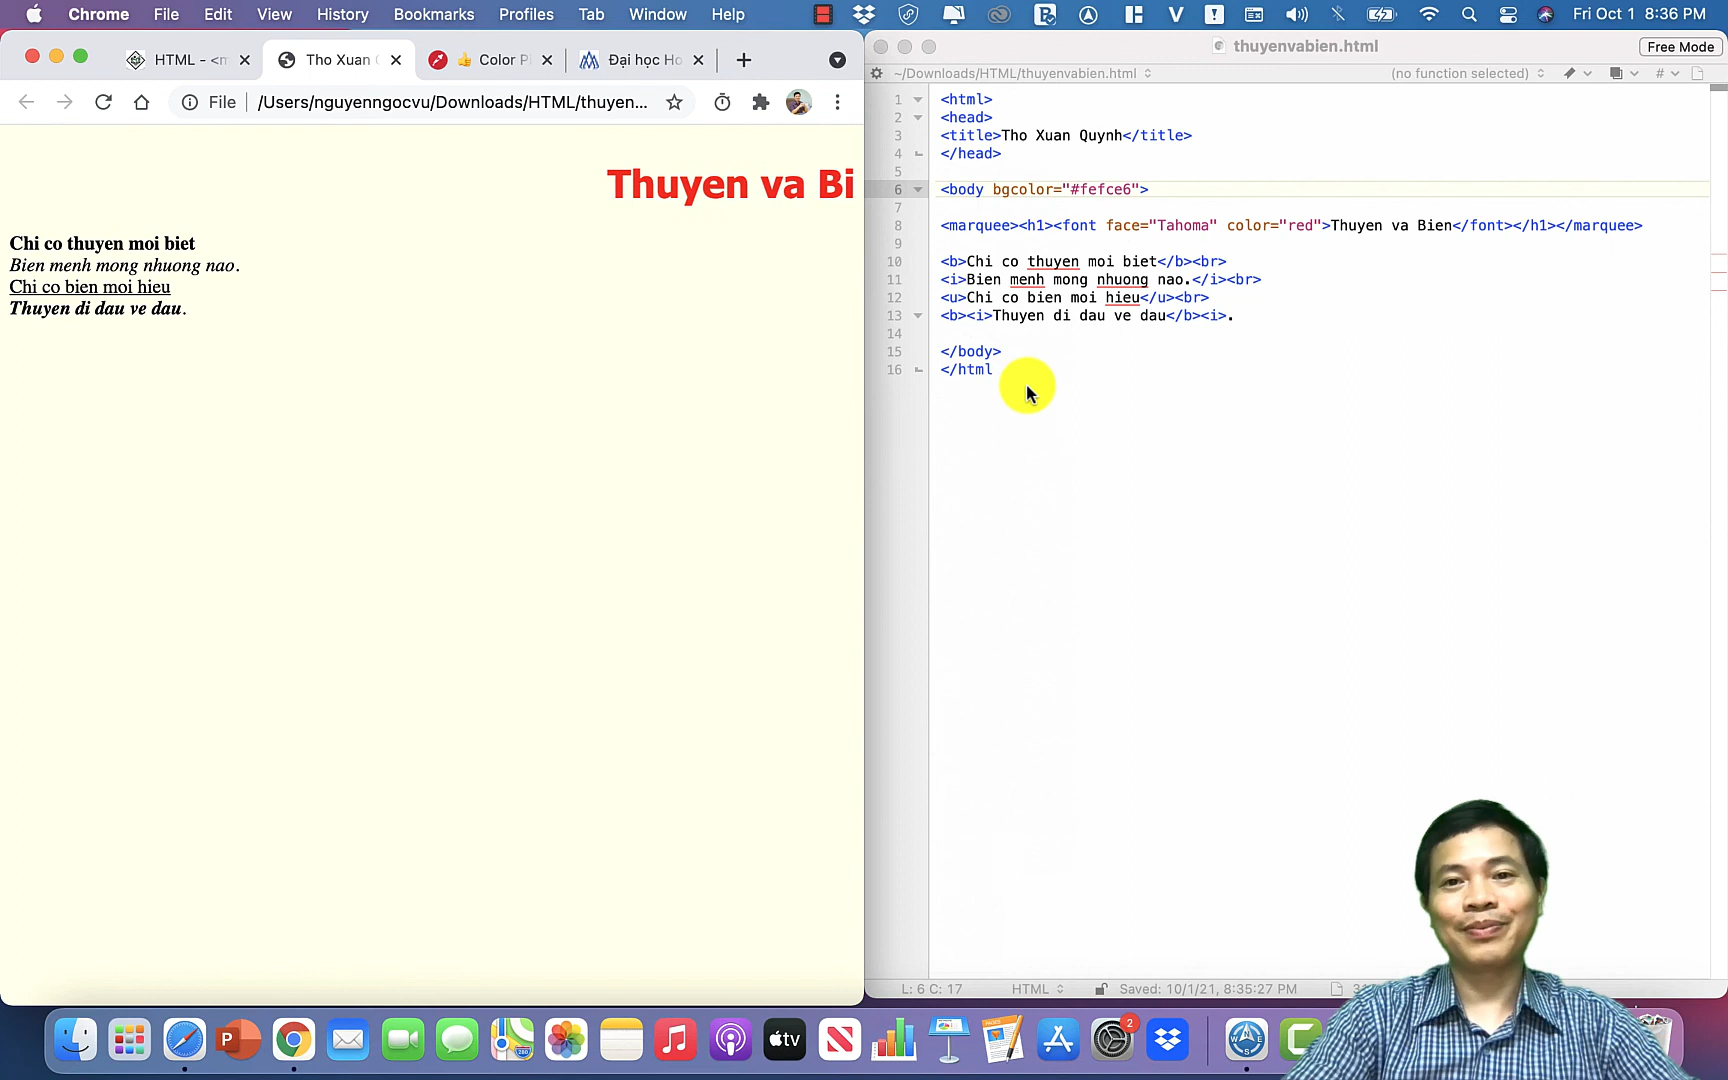 Chrome File Edit View History Bookmarks Profiles Tab Window Help Fri Oct 1 8:36 PM
HTML - <m Tho Xuan Color P Đại học Ho
File /Users/nguyenngocvu/Downloads/HTML/thuyen...
Thuyen va Bi
Chi co thuyen moi biet
Bien menh mong nhuong nao.
Chi co bien moi hieu
Thuyen di dau ve dau.
thuyenvabien.html Free Mode
~/Downloads/HTML/thuyenvabien.html (no function selected) #
1 <html>
2 <head>
3 <title>Tho Xuan Quynh</title>
4 </head>
5
6 <body bgcolor="#fefce6">
7
8 <marquee><h1><font face="Tahoma" color="red">Thuyen va Bien</font></h1></marquee>
9
10 <b>Chi co thuyen moi biet</b><br>
11 <i>Bien menh mong nhuong nao.</i><br>
12 <u>Chi co bien moi hieu</u><br>
13 <b><i>Thuyen di dau ve dau</b><i>.
14
15 </body>
16 </html
L: 6 C: 17 HTML Saved: 10/1/21, 8:35:27 PM
P tv 2 C